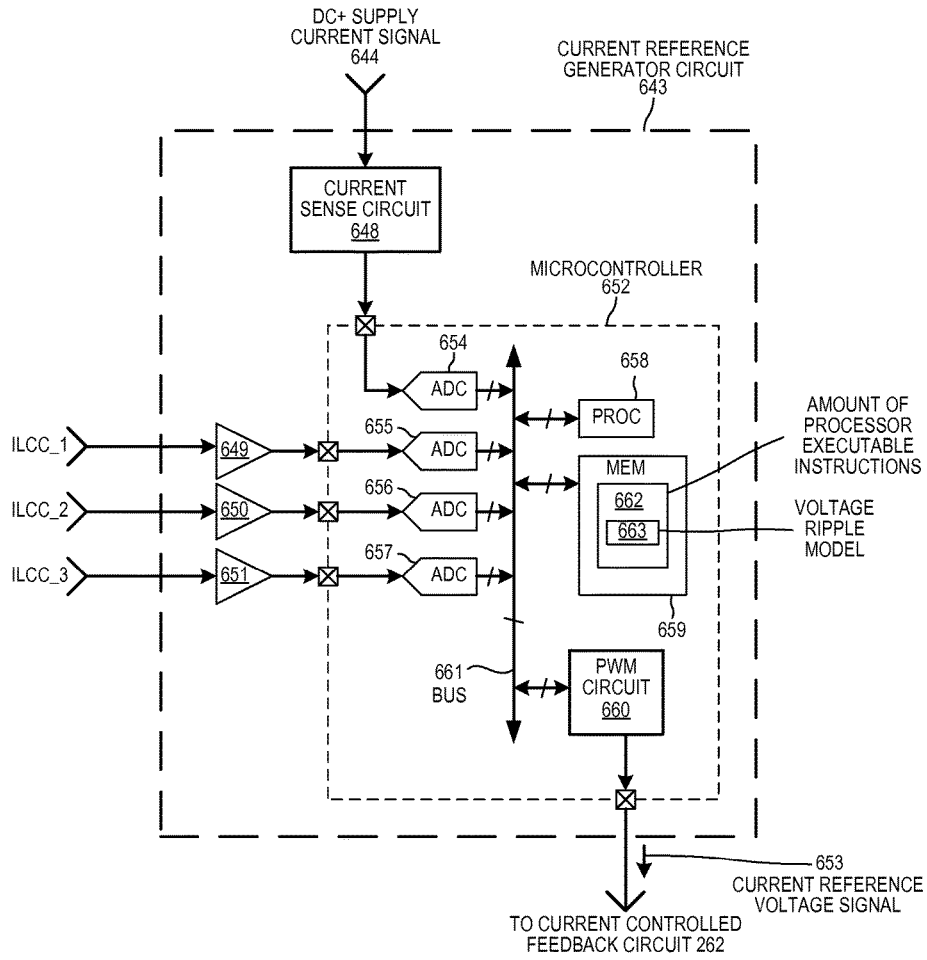 DC+ SUPPLY
CURRENT SIGNAL
644
CURRENT REFERENCE
GENERATOR CIRCUIT
643
CURRENT
SENSE CIRCUIT
648
MICROCONTROLLER
652
654
ADC
658
PROC
AMOUNT OF
PROCESSOR
EXECUTABLE
INSTRUCTIONS
ILCC_1
649
655
ADC
MEM
662
663
VOLTAGE
RIPPLE
MODEL
ILCC_2
650
656
ADC
ILCC_3
651
657
ADC
659
661
BUS
PWM
CIRCUIT
660
653
CURRENT REFERENCE
VOLTAGE SIGNAL
TO CURRENT CONTROLLED
FEEDBACK CIRCUIT 262